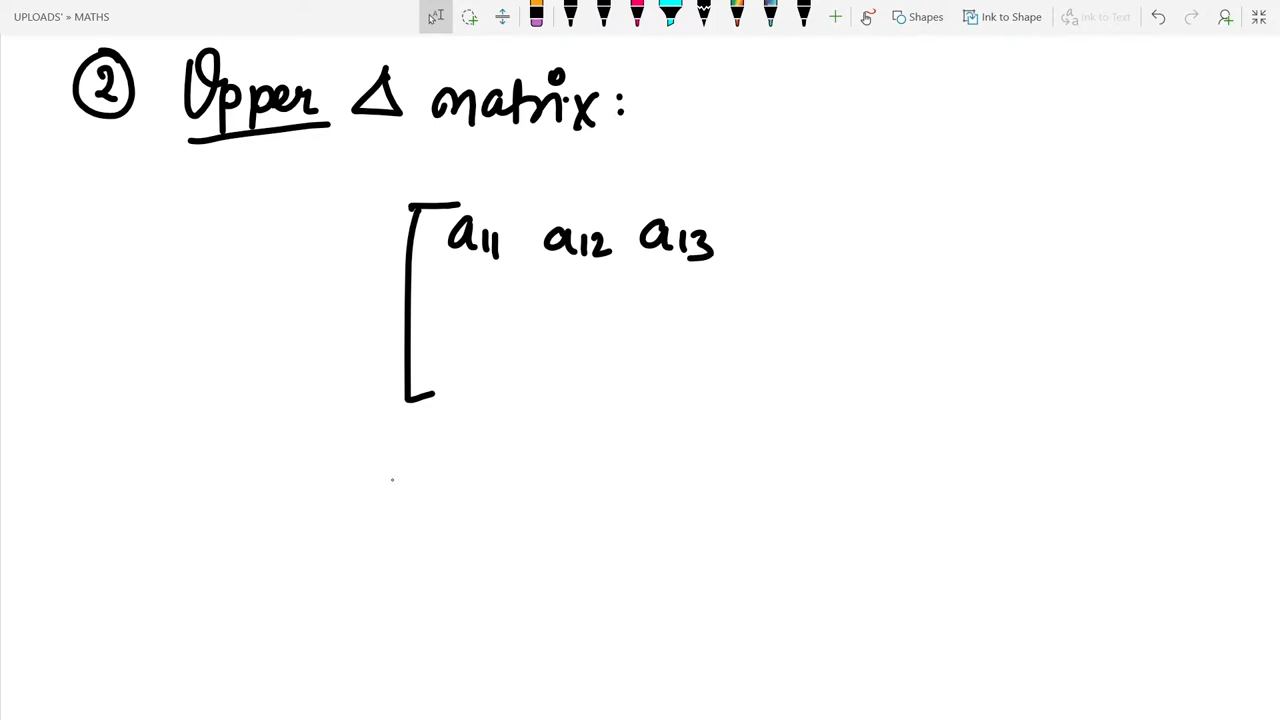 UPLOADS' » MATHS
Shapes Ink to Shape Ink to Text
② Upper Δ matrix:
a11 a12 a13